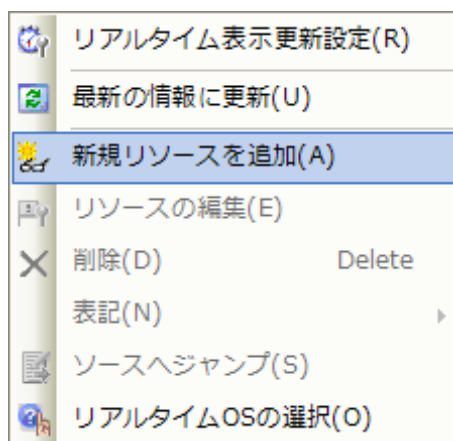 リアルタイム表示更新設定(R)
最新の情報に更新(U)
新規リソースを追加(A)
リソースの編集(E)
削除(D) Delete
表記(N)
ソースへジャンプ(S)
リアルタイムOSの選択(O)